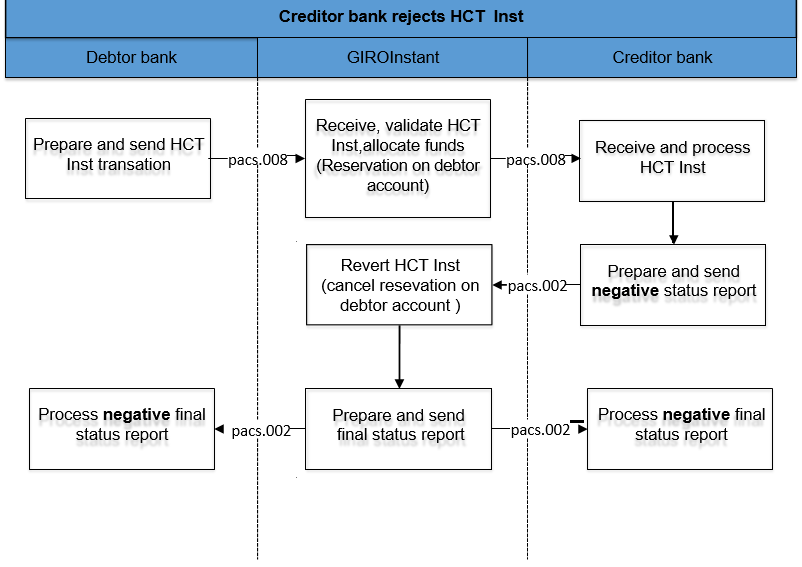 Creditor bank rejects HCT Inst
Debtor bank
GIROInstant
Creditor bank
Prepare and send HCT
Inst transation
pacs.008
Receive, validate HCT
Inst,allocate funds
(Reservation on debtor
account)
pacs.008
Receive and process
HCT Inst
Revert HCT Inst
(cancel resevation on
debtor account )
pacs.002
Prepare and send
negative status report
Process negative final
status report
pacs.002
Prepare and send
final status report
pacs.002
Process negative final
status report